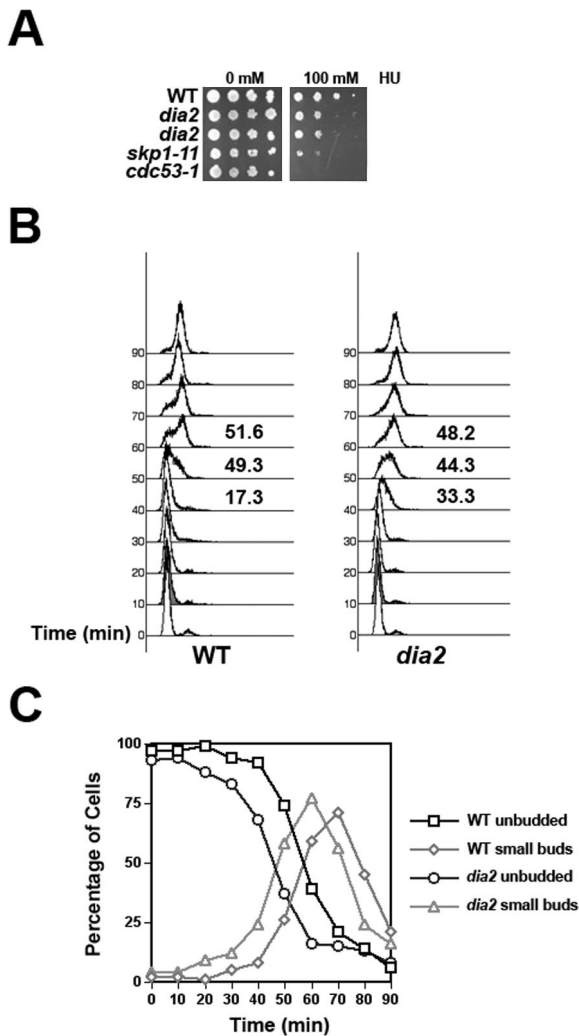 A
0 mM 100 mM HU
WT
dia2
dia2
skp1-11
cdc53-1
B
90 90
80 80
70 70
60 51.6 60 48.2
50 49.3 50 44.3
40 17.3 40 33.3
30 30
20 20
10 10
Time (min) 0 0
WT dia2
C
100
75
50
25
0
Percentage of Cells
0 10 20 30 40 50 60 70 80 90
Time (min)
WT unbudded
WT small buds
dia2 unbudded
dia2 small buds